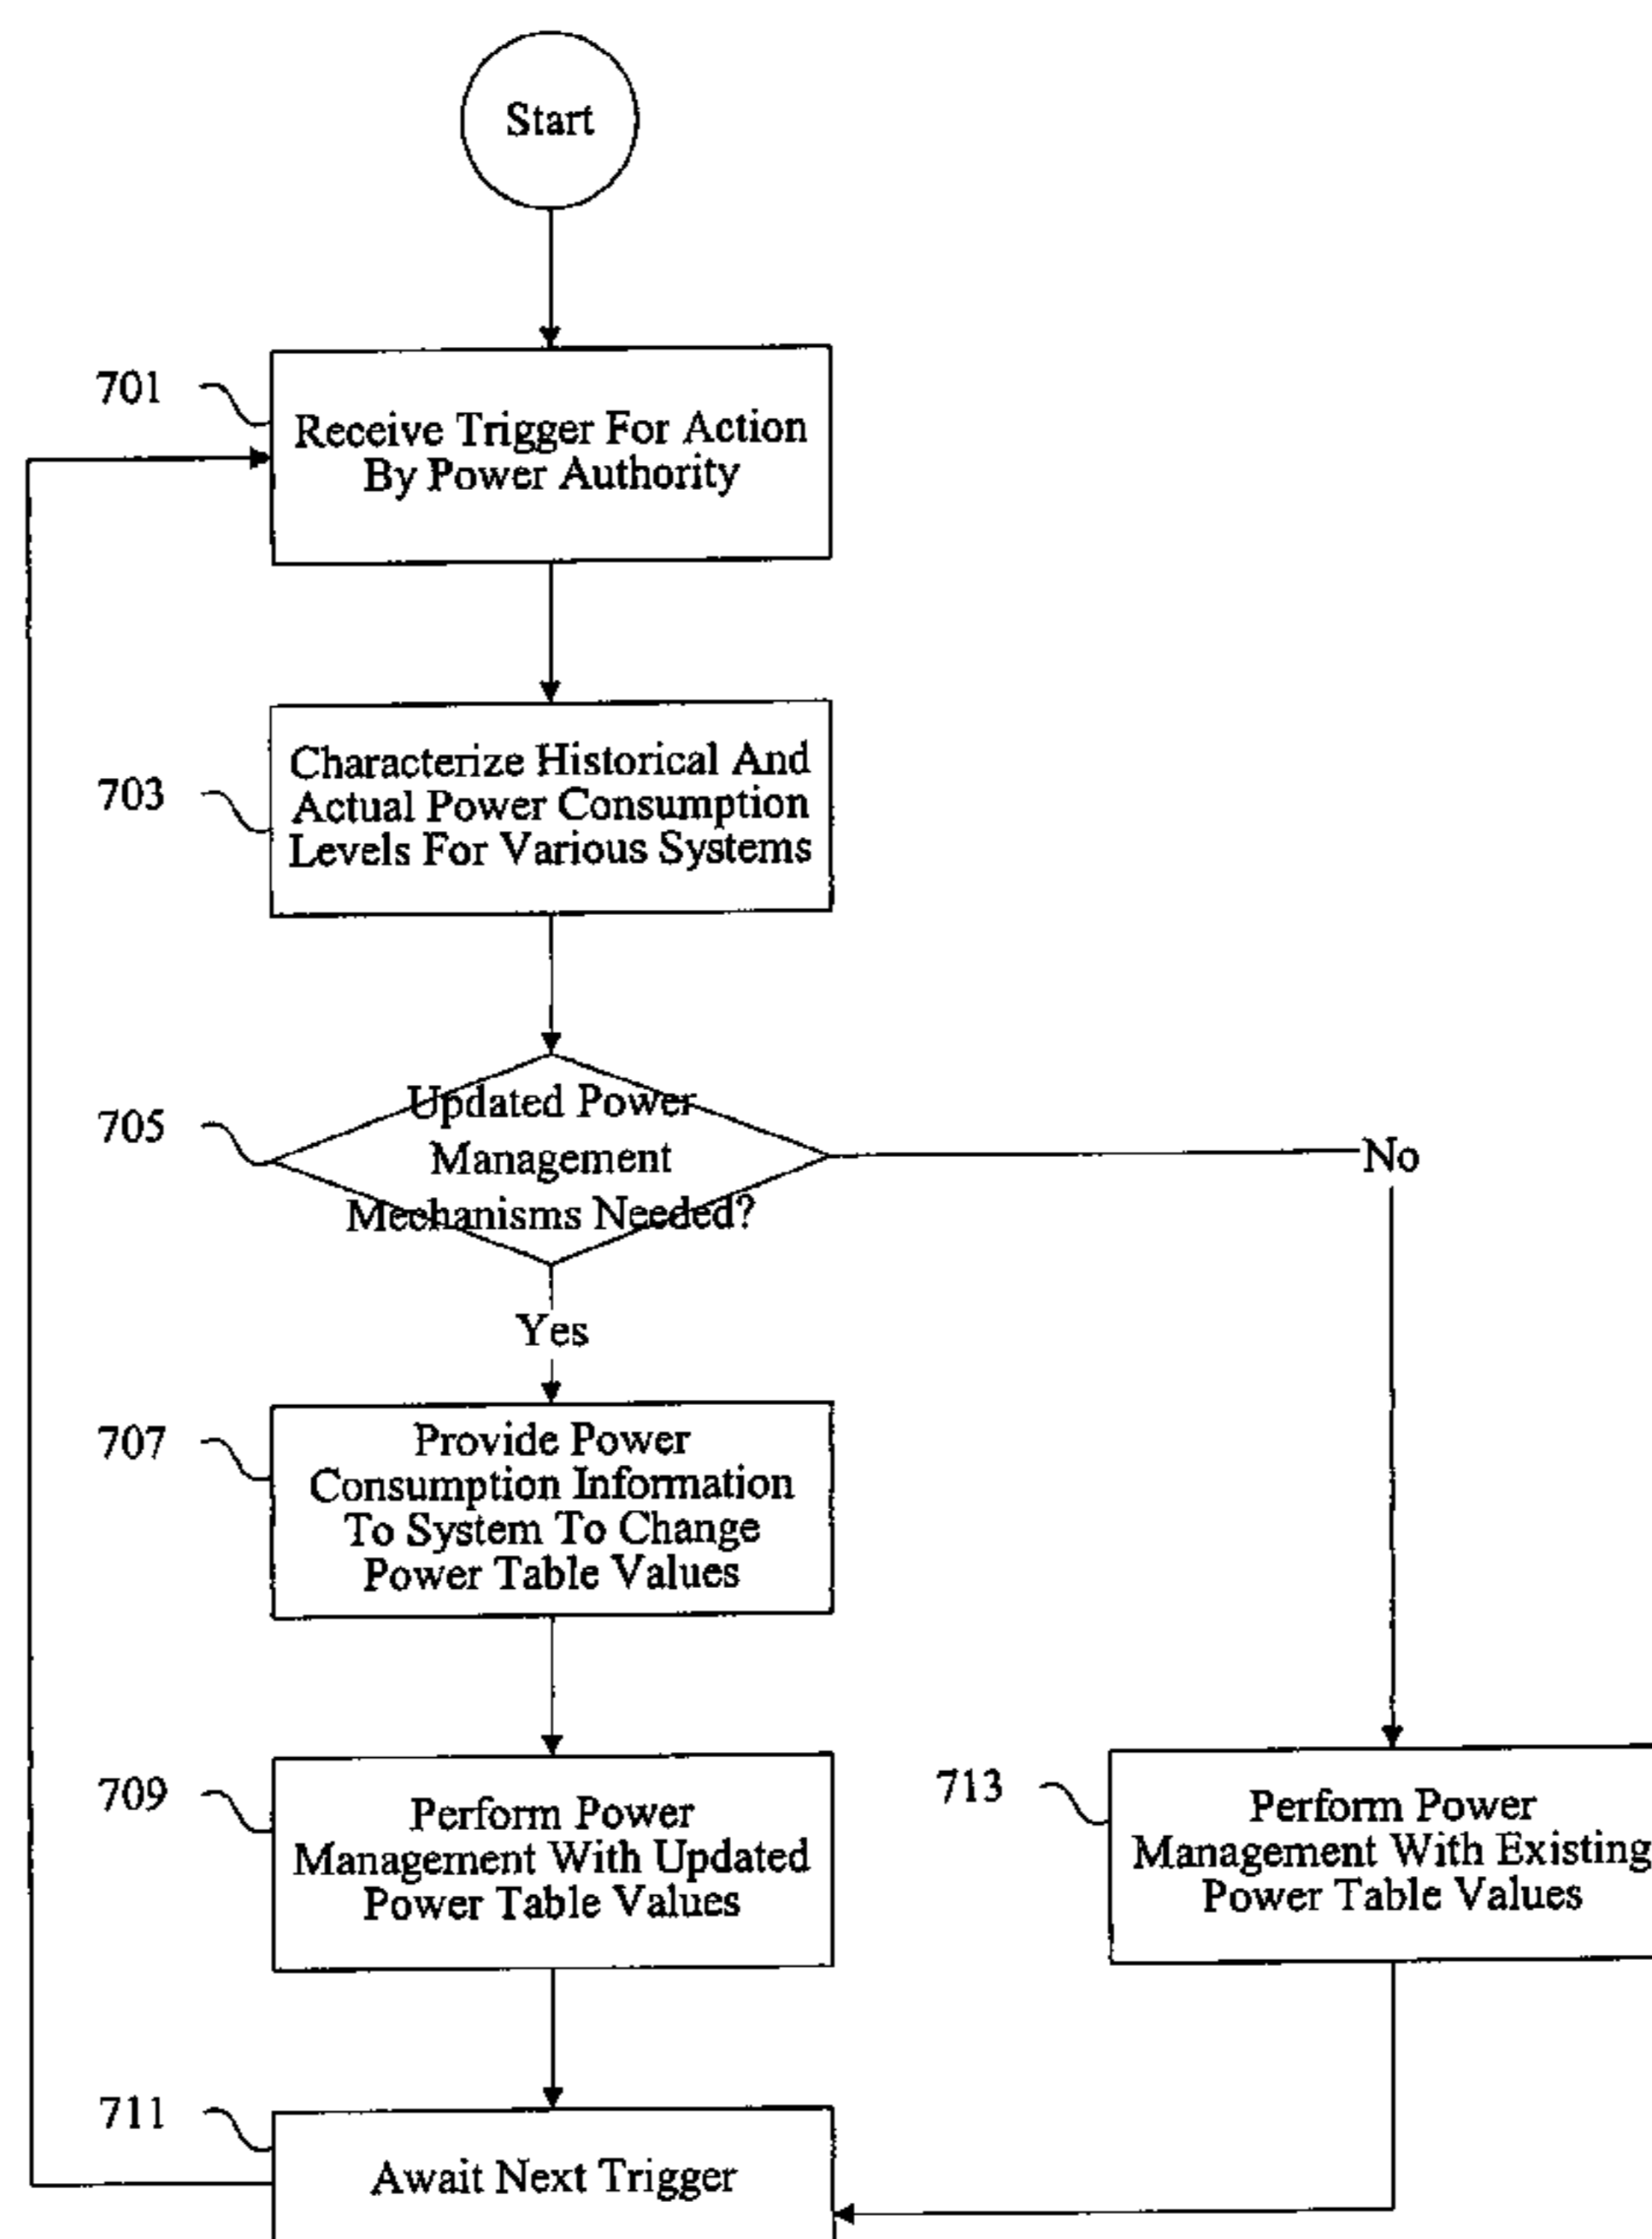 Start
701
Receive Trigger For Action
By Power Authority
703
Characterize Historical And
Actual Power Consumption
Levels For Various Systems
705
Updated Power
Management
Mechanisms Needed?
No
Yes
707
Provide Power
Consumption Information
To System To Change
Power Table Values
709
Perform Power
Management With Updated
Power Table Values
713
Perform Power
Management With Existing
Power Table Values
711
Await Next Trigger